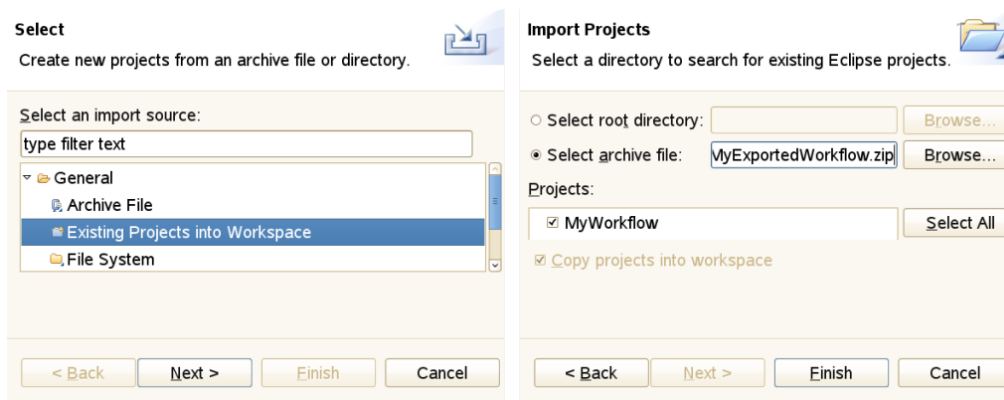 Select
Create new projects from an archive file or directory.
Select an import source:
type filter text
General
Archive File
Existing Projects into Workspace
File System
< Back
Next >
Finish
Cancel
Import Projects
Select a directory to search for existing Eclipse projects.
Select root directory:
Browse...
Select archive file:
MyExportedWorkflow.zip
Browse...
Projects:
MyWorkflow
Select All
Copy projects into workspace
< Back
Next >
Finish
Cancel